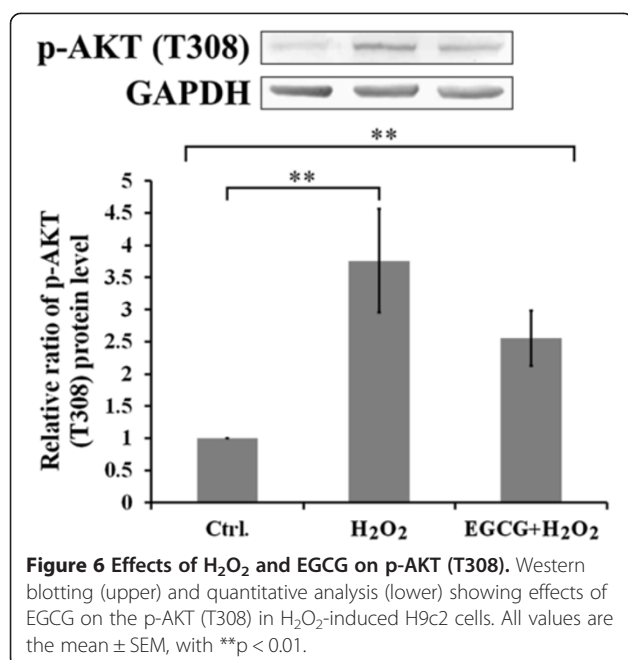 p-AKT (T308)
GAPDH
**
**
5
4.5
4
3.5
3
2.5
2
1.5
1
0.5
0
Relative ratio of p-AKT
(T308) protein level
Ctrl.
H₂O₂
EGCG+H₂O₂
Figure 6 Effects of H₂O₂ and EGCG on p-AKT (T308). Western
blotting (upper) and quantitative analysis (lower) showing effects of
EGCG on the p-AKT (T308) in H₂O₂-induced H9c2 cells. All values are
the mean ± SEM, with **p < 0.01.